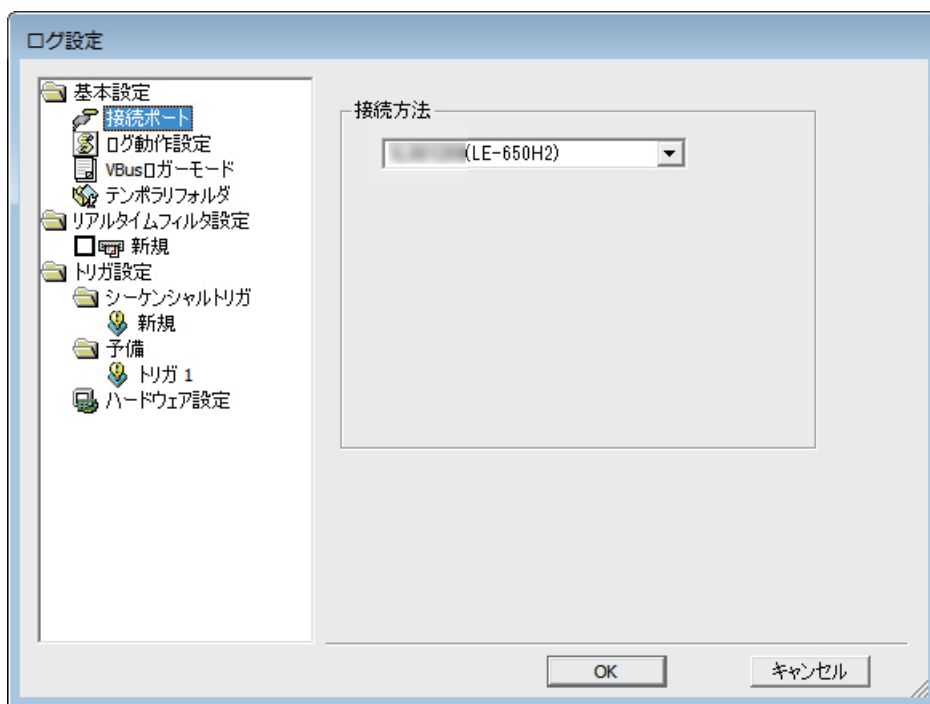 ログ設定
基本設定
接続ポート
ログ動作設定
VBusロガーモード
テンポラリフォルダ
リアルタイムフィルタ設定
新規
トリガ設定
シーケンシャルトリガ
新規
予備
トリガ 1
ハードウェア設定
接続方法
(LE-650H2)
OK
キャンセル